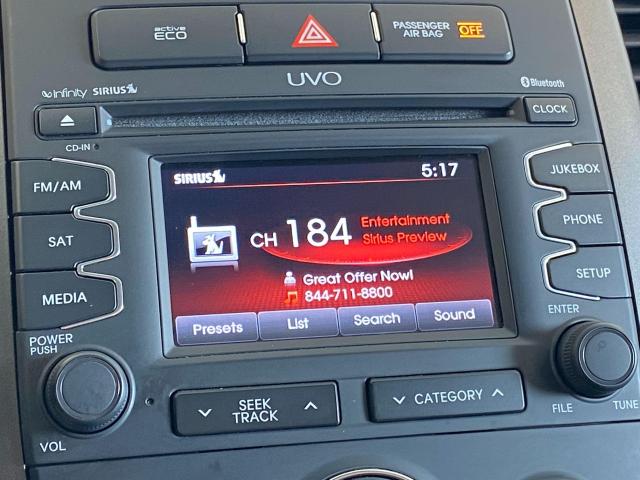 active
ECO
PASSENGER
AIR BAG OFF
UVO
Infinity SIRIUS
Bluetooth
CLOCK
CD-IN
FM/AM
SAT
MEDIA
JUKEBOX
PHONE
SETUP
SIRIUS 5:17
CH 184 Entertainment
Sirius Preview
Great Offer Now!
844-711-8800
Presets List Search Sound
POWER
PUSH
VOL
SEEK
TRACK
CATEGORY
ENTER
FILE TUNE